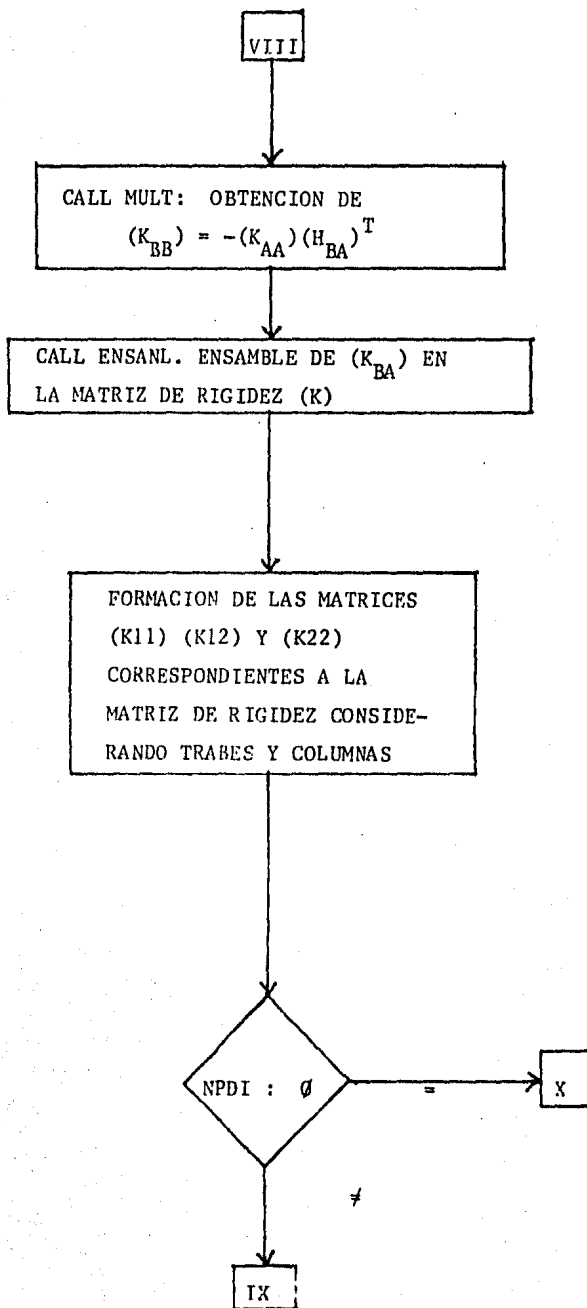 VIII
CALL MULT: OBTENCION DE
(K_BB) = -(K_AA)(H_BA)^T
CALL ENSANL. ENSAMBLE DE (K_BA) EN
LA MATRIZ DE RIGIDEZ (K)
FORMACION DE LAS MATRICES
(K11) (K12) Y (K22)
CORRESPONDIENTES A LA
MATRIZ DE RIGIDEZ CONSIDE-
RANDO TRABES Y COLUMNAS
NPDI : Ø = X
≠
IX